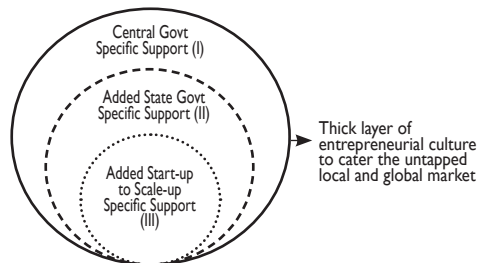 Central Govt
Specific Support (I)
Added State Govt
Specific Support (II)
Added Start-up
to Scale-up
Specific Support
(III)
Thick layer of
entrepreneurial culture
to cater the untapped
local and global market